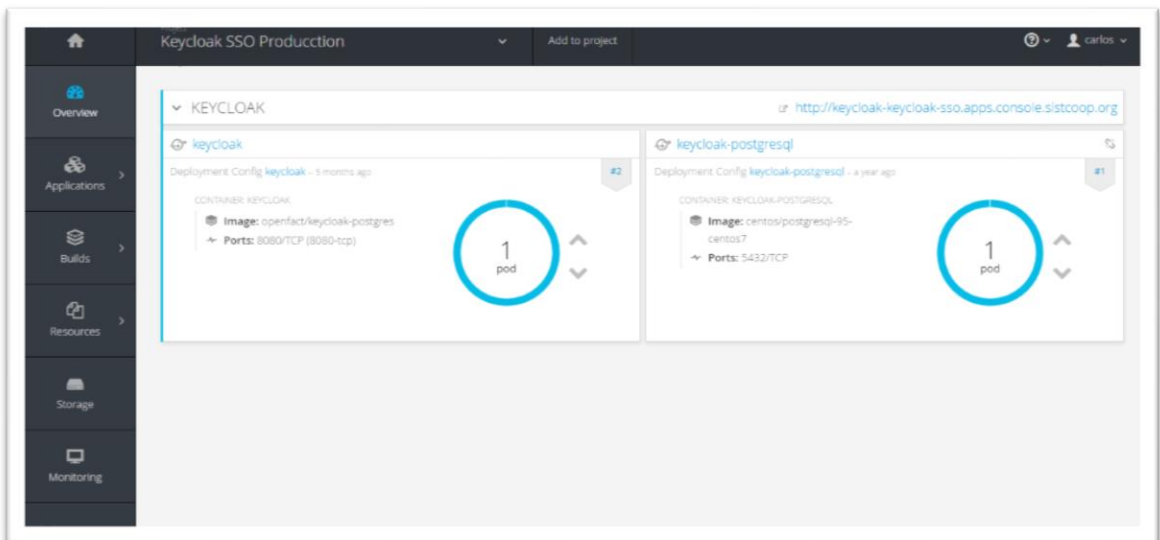 Project
Keycloak SSO Producction
Add to project
carlos
Overview
Applications
Builds
Resources
Storage
Monitoring
KEYCLOAK
http://keycloak-keycloak-sso.apps.console.sistcoop.org
keycloak
Deployment Config keycloak - 5 months ago
#2
CONTAINER: KEYCLOAK
Image: openfact/keycloak-postgres
Ports: 8080/TCP (8080-tcp)
1
pod
keycloak-postgresql
Deployment Config keycloak-postgresql - a year ago
#1
CONTAINER: KEYCLOAK-POSTGRESQL
Image: centos/postgresql-95-
centos7
Ports: 5432/TCP
1
pod